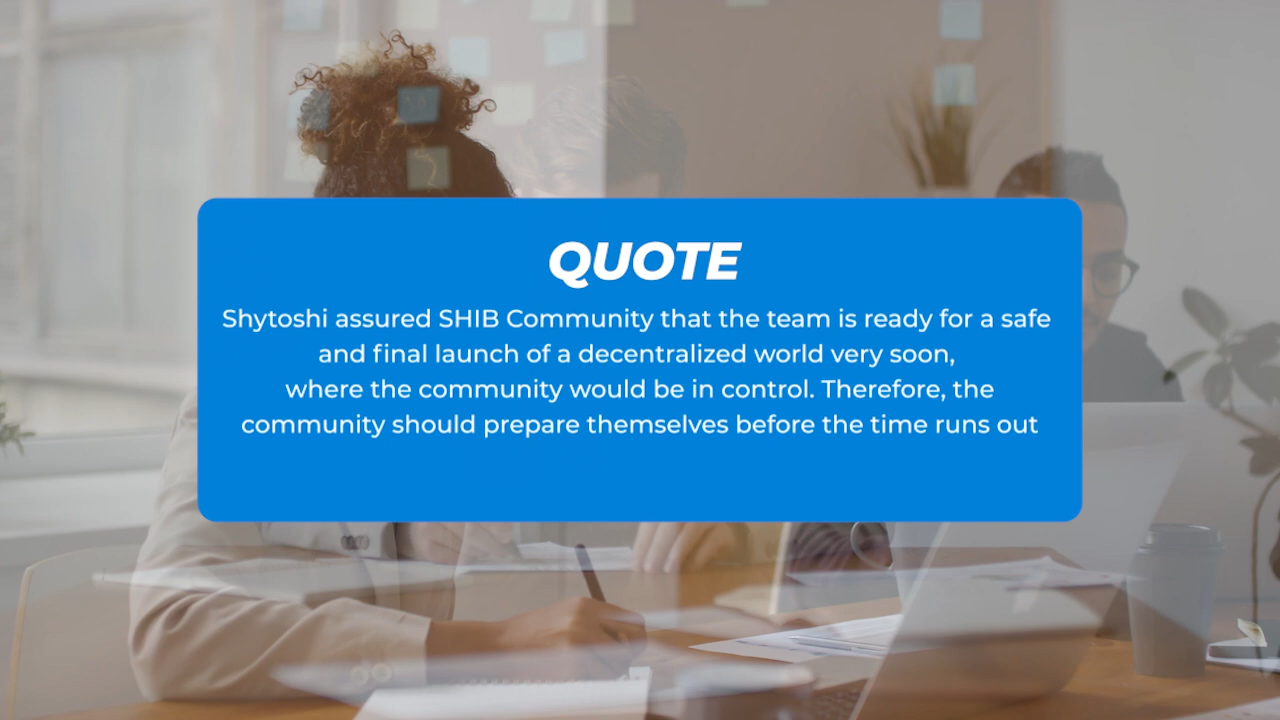 QUOTE
Shytoshi assured SHIB Community that the team is ready for a safe
and final launch of a decentralized world very soon,
where the community would be in control. Therefore, the
community should prepare themselves before the time runs out